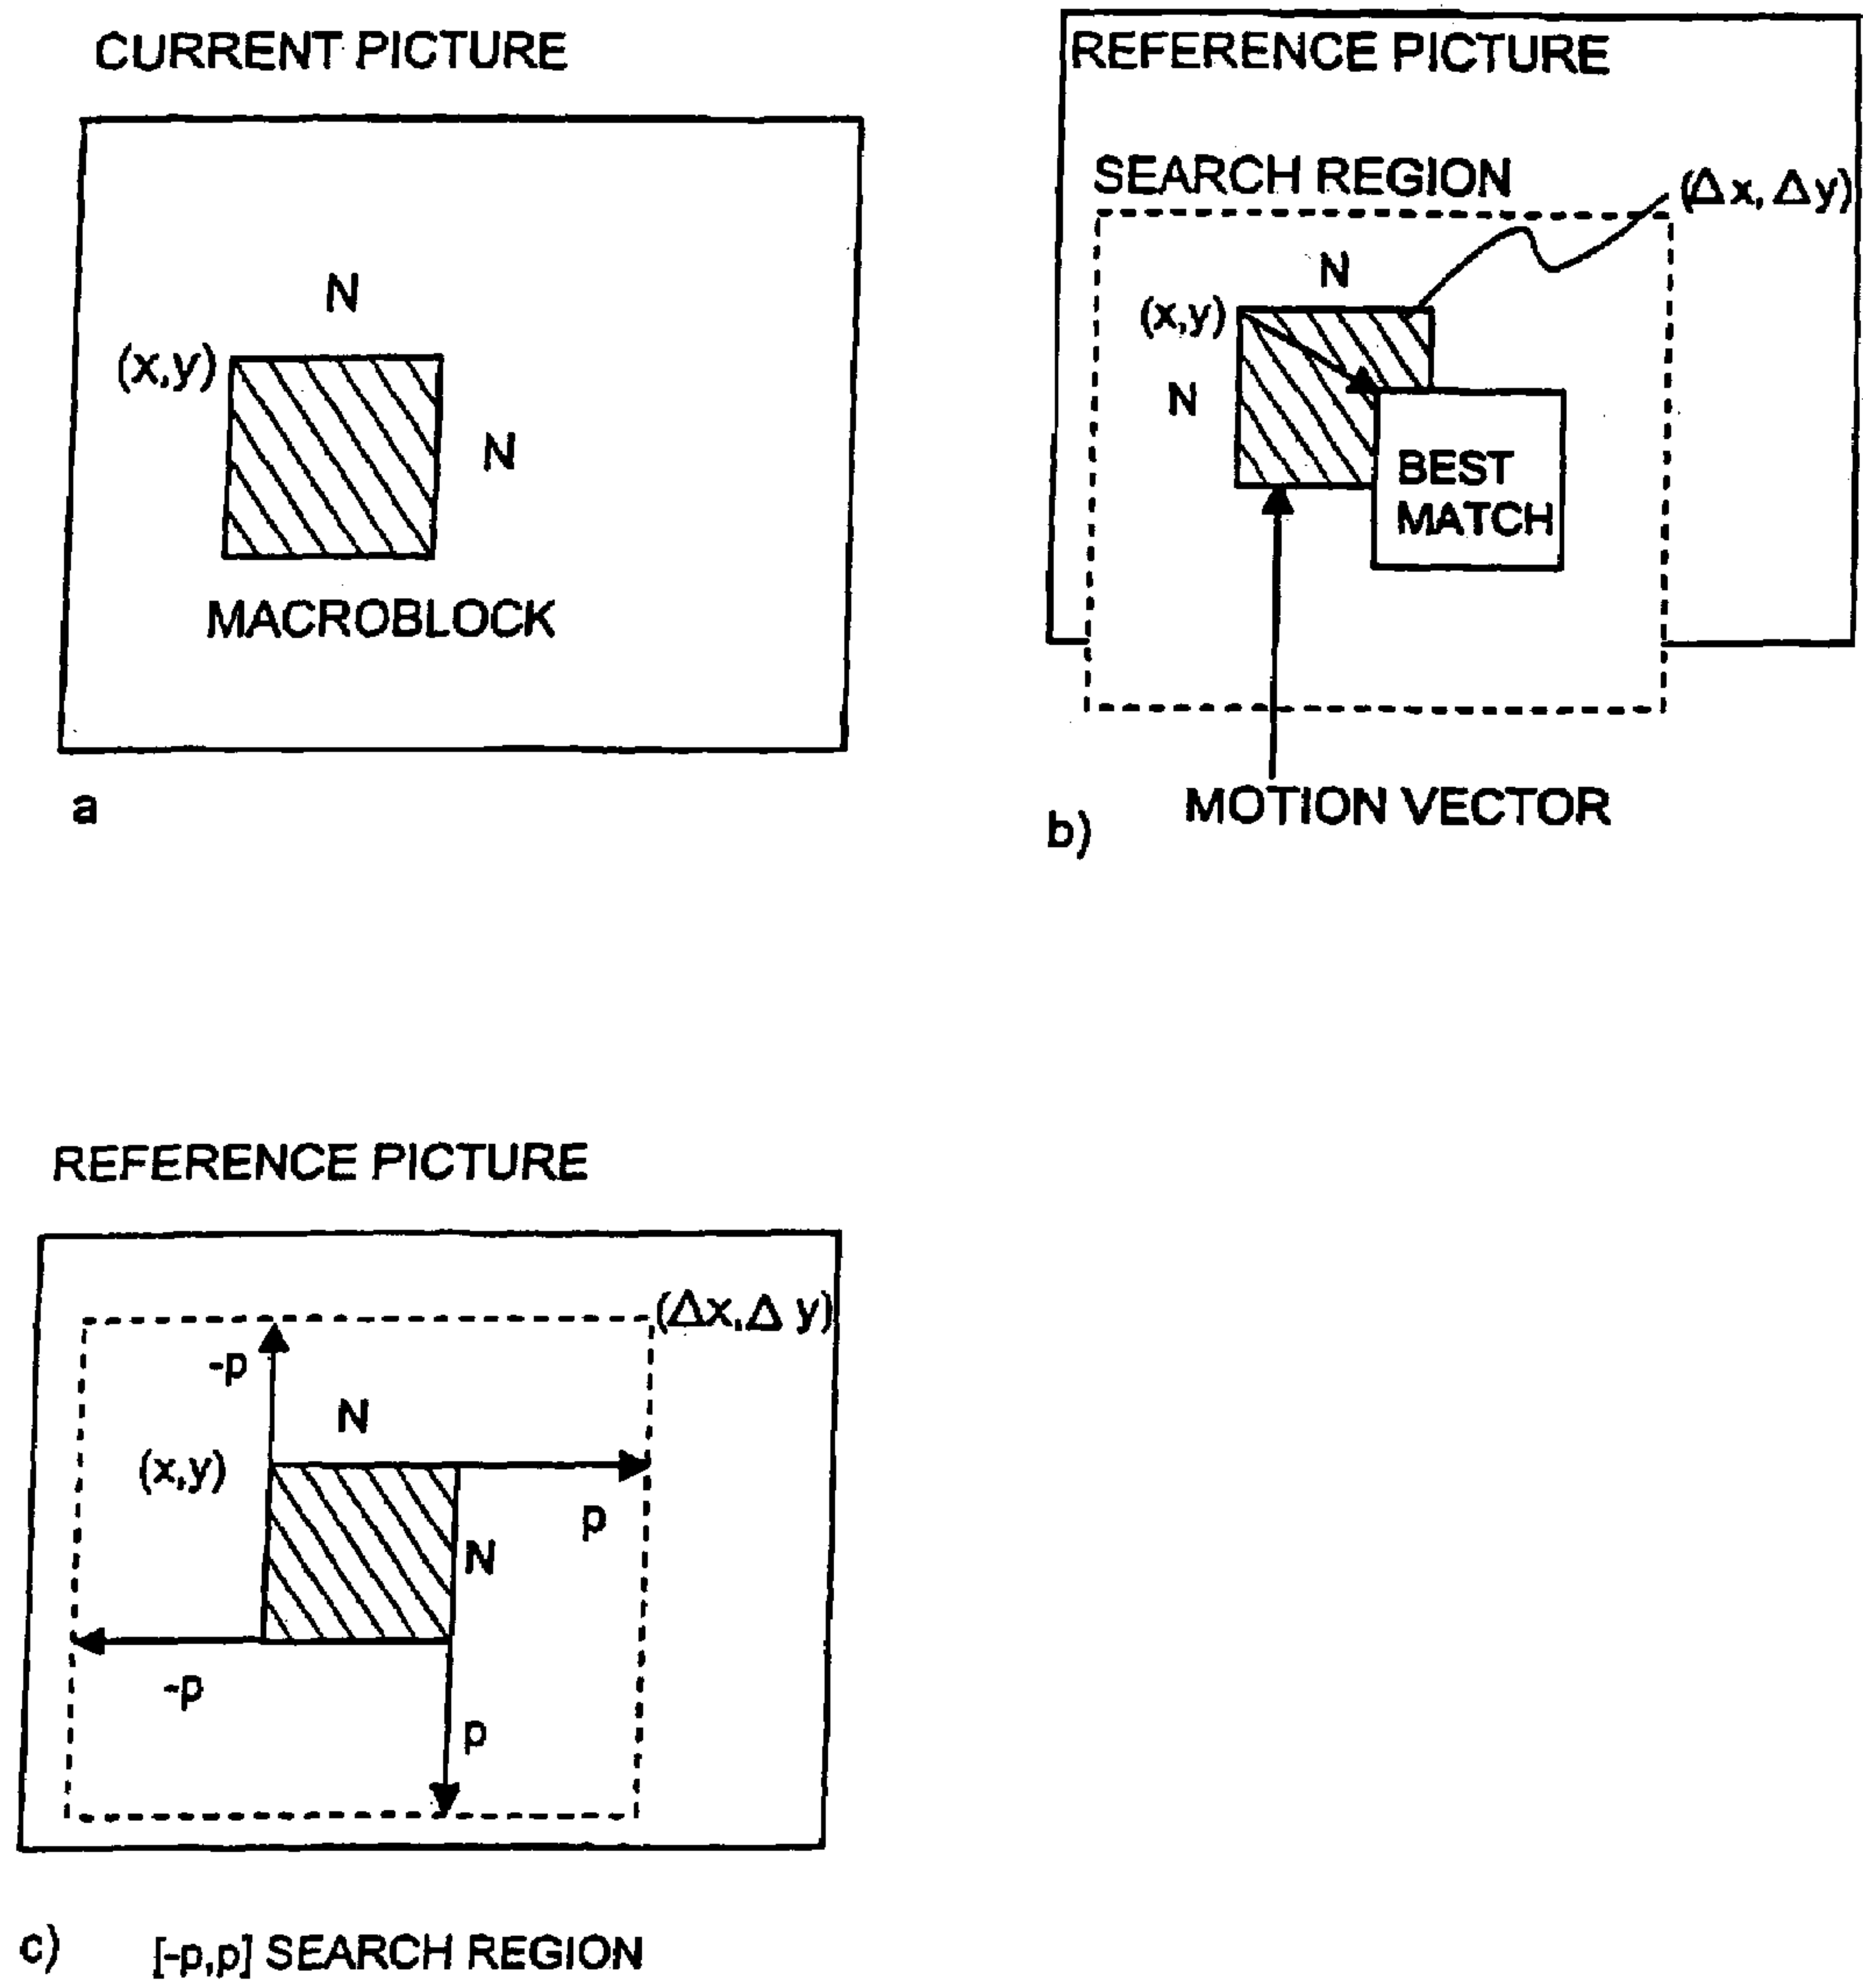 CURRENT PICTURE
N
(x,y)
N
MACROBLOCK
a
REFERENCE PICTURE
SEARCH REGION
(Δx, Δy)
N
(x,y)
N
BEST
MATCH
MOTION VECTOR
b)
REFERENCE PICTURE
(Δx,Δ y)
-p
N
(x,y)
p
N
-p
p
c) [-p,p] SEARCH REGION